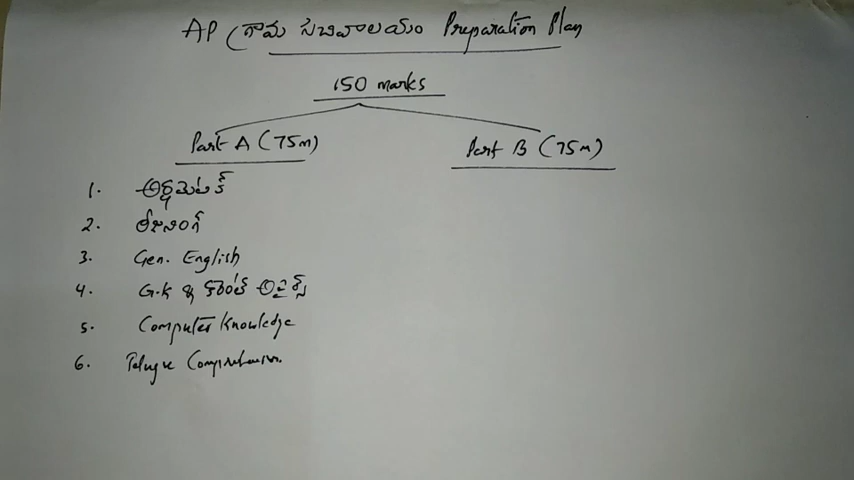 AP గ్రామ సచివాలయం Preparation Plan
150 marks
Part A (75m) Part B (75m)
1. అర్థమెటిక్
2. రీజనింగ్
3. Gen. English
4. G.K & కరెంట్ అఫైర్స్
5. Computer Knowledge
6. Telugu Comprehension.